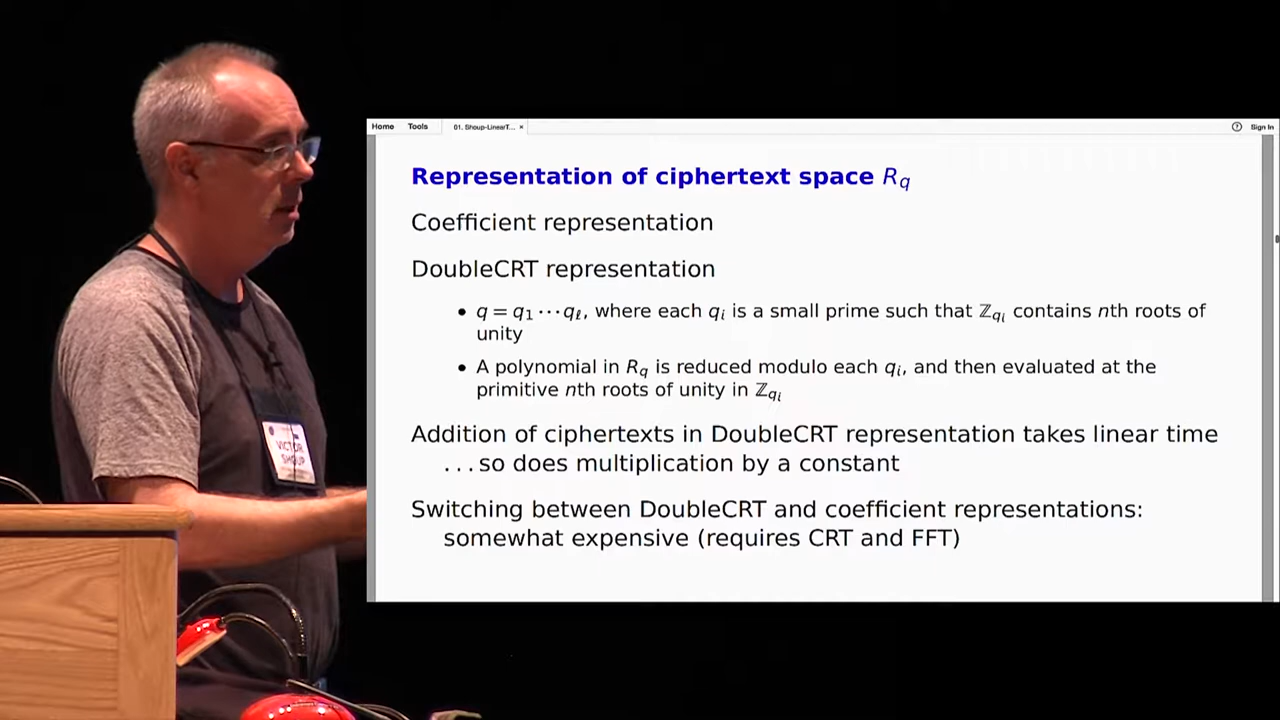 Home Tools 01. Shoup-LinearT... × ? Sign In
Representation of ciphertext space R_q
Coefficient representation
DoubleCRT representation
• q = q₁ ⋯ q_ℓ, where each q_i is a small prime such that ℤ_{q_i} contains nth roots of
unity
• A polynomial in R_q is reduced modulo each q_i, and then evaluated at the
primitive nth roots of unity in ℤ_{q_i}
Addition of ciphertexts in DoubleCRT representation takes linear time
. . . so does multiplication by a constant
Switching between DoubleCRT and coefficient representations:
somewhat expensive (requires CRT and FFT)
VICTOR
SHOUP